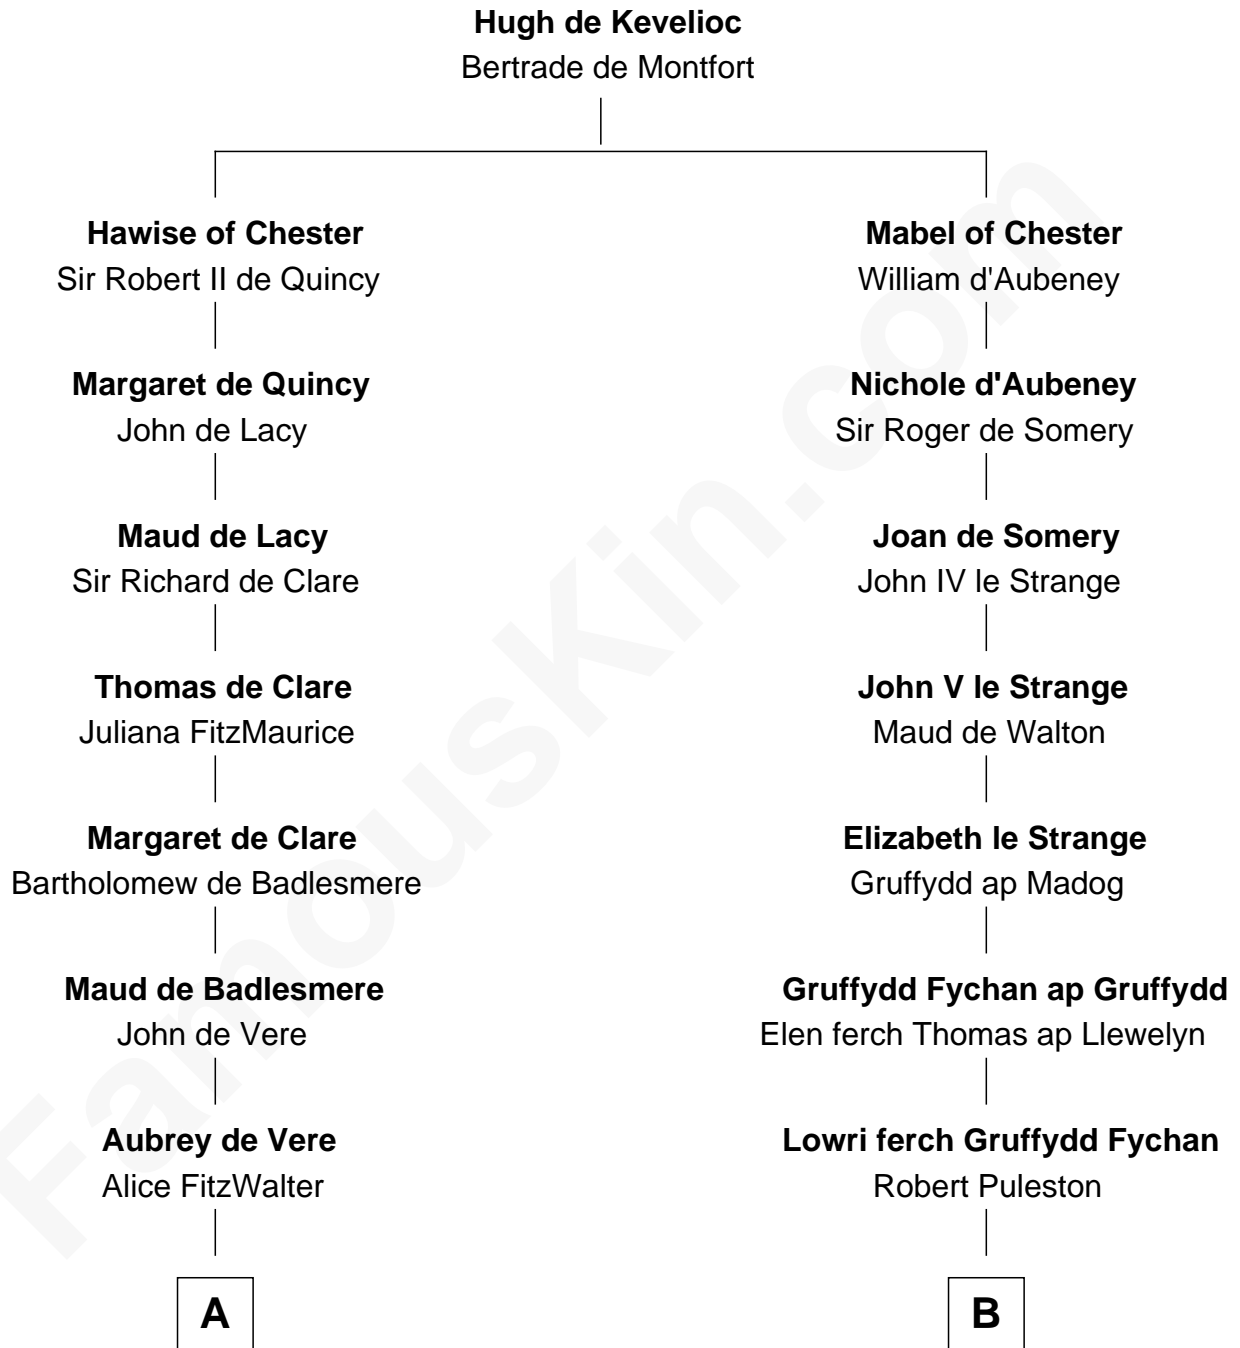 Hugh de Kevelioc
Bertrade de Montfort
Hawise of Chester
Sir Robert II de Quincy
Mabel of Chester
William d'Aubeney
Margaret de Quincy
John de Lacy
Nichole d'Aubeney
Sir Roger de Somery
Maud de Lacy
Sir Richard de Clare
Joan de Somery
John IV le Strange
Thomas de Clare
Juliana FitzMaurice
John V le Strange
Maud de Walton
Margaret de Clare
Bartholomew de Badlesmere
Elizabeth le Strange
Gruffydd ap Madog
Maud de Badlesmere
John de Vere
Gruffydd Fychan ap Gruffydd
Elen ferch Thomas ap Llewelyn
Aubrey de Vere
Alice FitzWalter
Lowri ferch Gruffydd Fychan
Robert Puleston
A
B
FamousKin.com